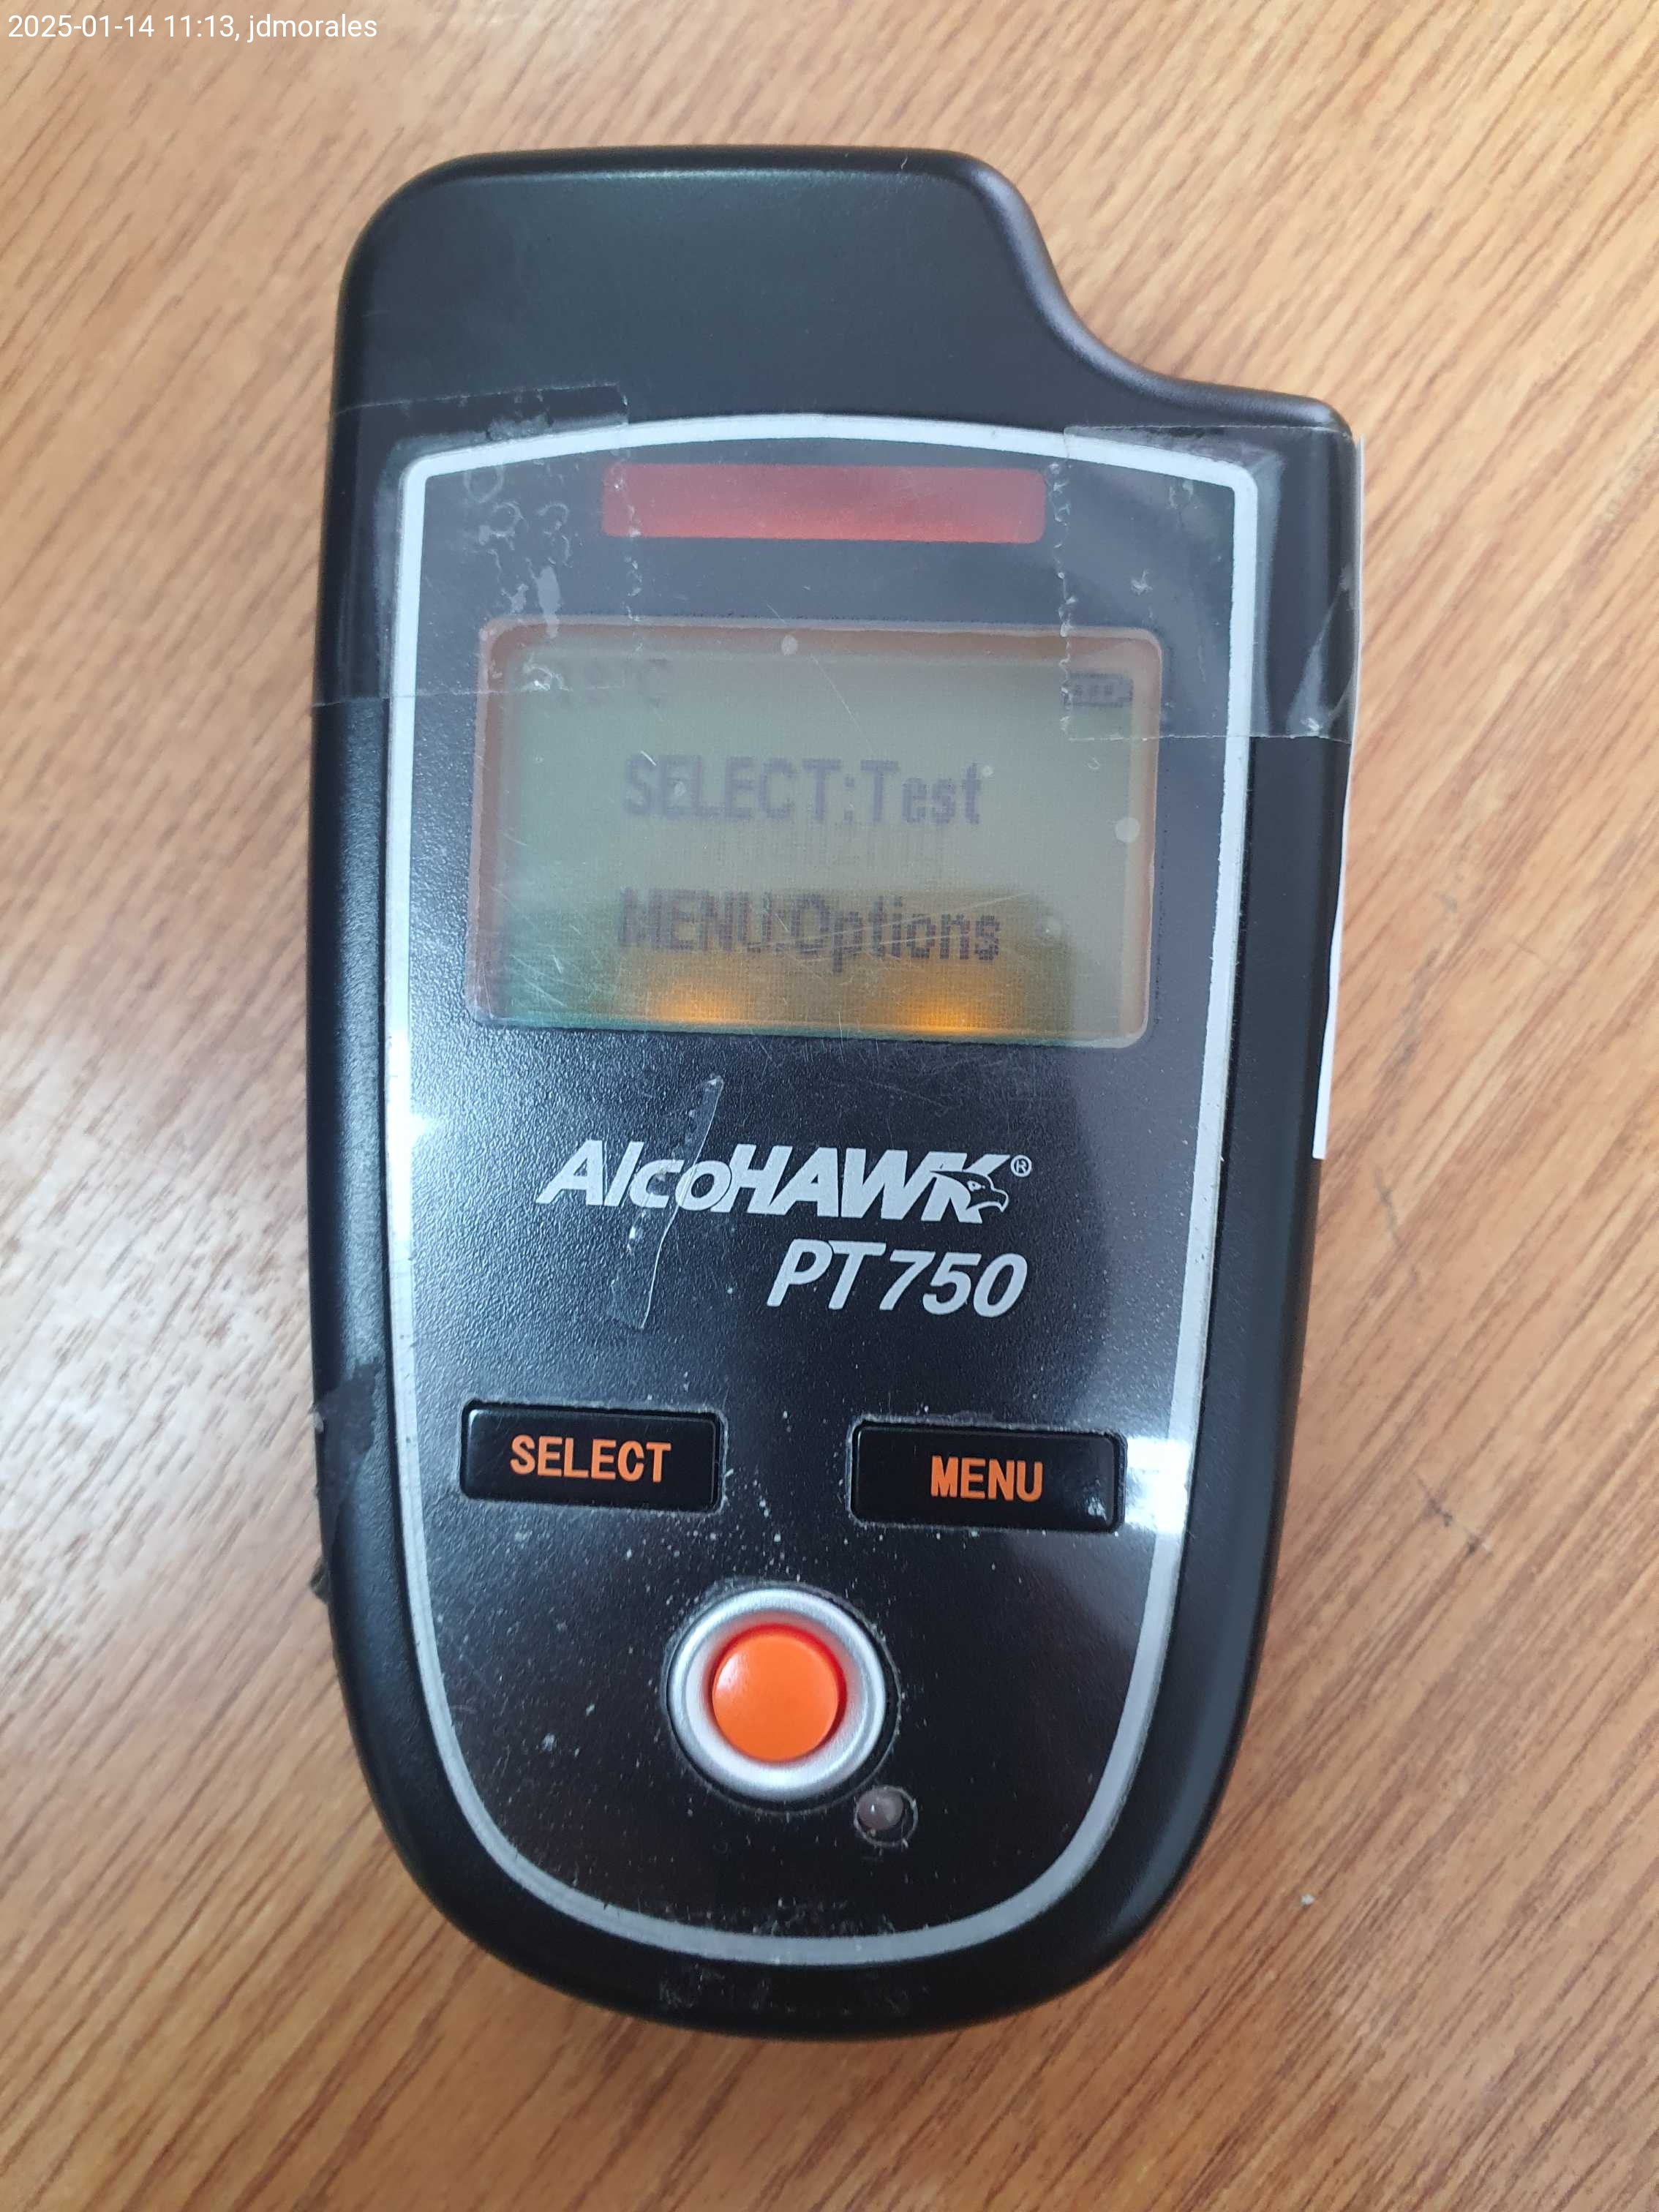 2025-01-14 11:13, jdmorales
SELECT:Test
MENU:Options
AlcoHAWK®
PT750
SELECT
MENU